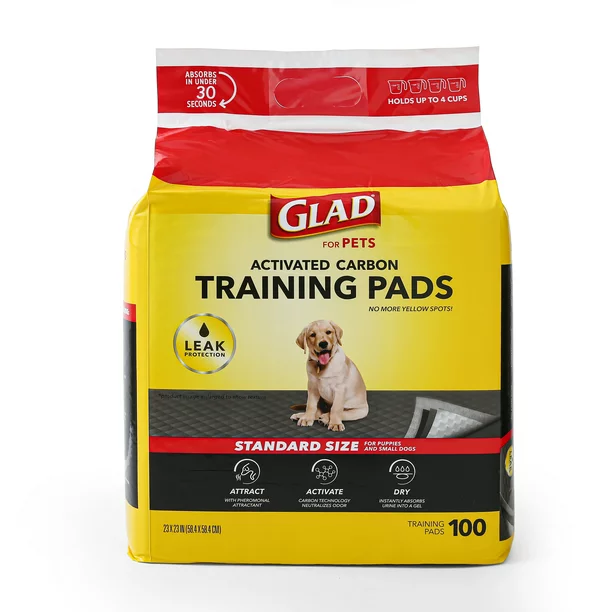 ABSORBS
IN UNDER
30
SECONDS
HOLDS UP TO 4 CUPS
GLAD
FOR PETS
ACTIVATED CARBON
TRAINING PADS
NO MORE YELLOW SPOTS!
LEAK
PROTECTION
STANDARD SIZE FOR PUPPIES
AND SMALL DOGS
ATTRACT
WITH PHEROMONAL
ATTRACTANT
ACTIVATE
CARBON TECHNOLOGY
NEUTRALIZES ODOR
DRY
INSTANTLY ABSORBS
URINE INTO A GEL
23 X 23 IN (58.4 X 58.4 CM)
TRAINING
PADS 100